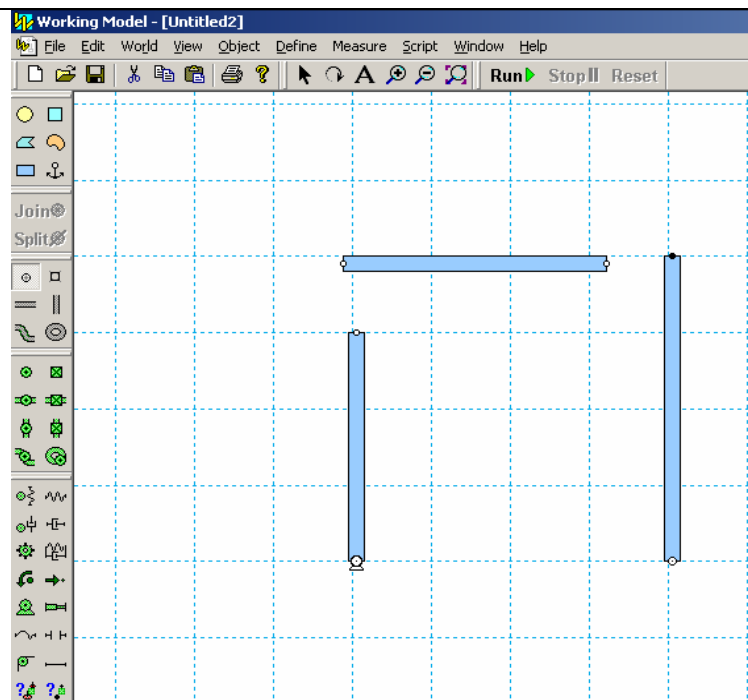 Working Model - [Untitled2]
File Edit World View Object Define Measure Script Window Help
A Run Stop Reset
Join
Split